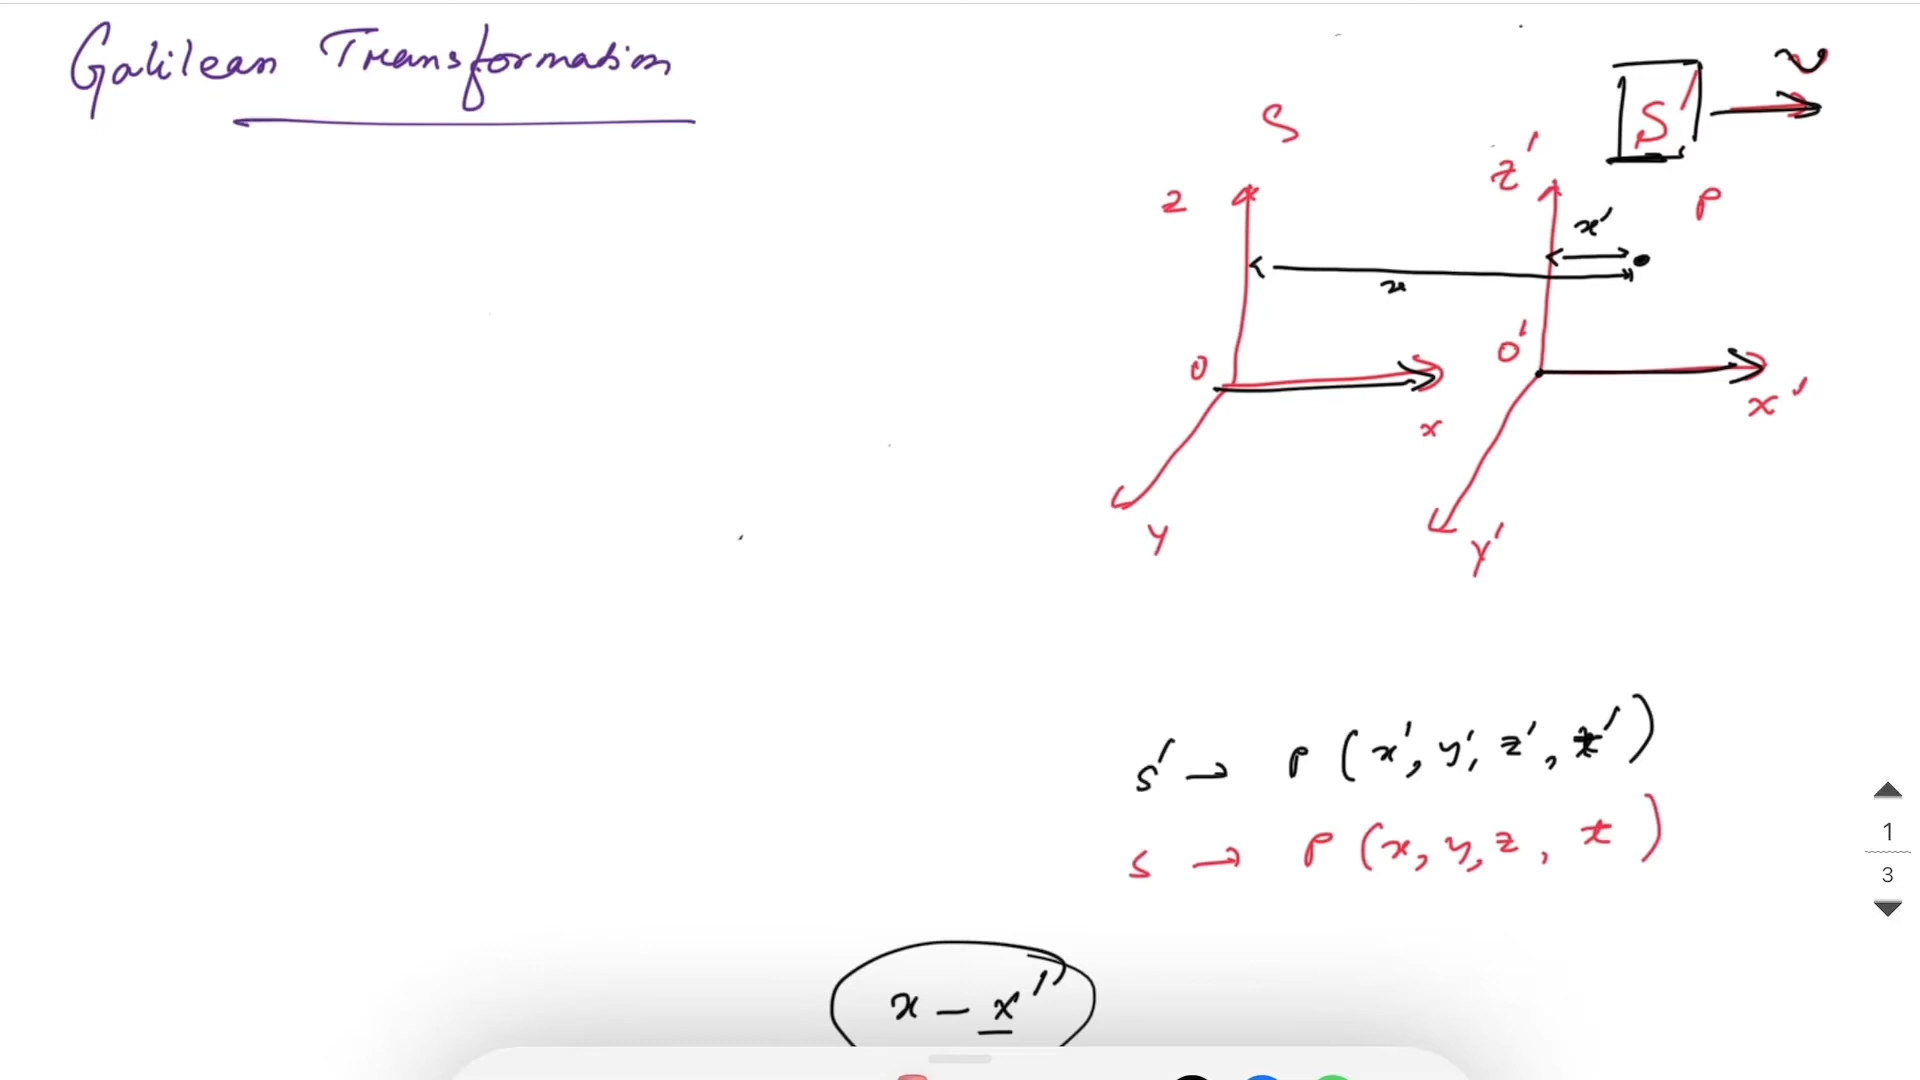 Galilean Transformation
S
S'
v
z
z'
P
x'
x
O
O'
x
x'
Y
Y'
S' → P (x', y', z', t')
S → P (x, y, z, t)
x - x'
1
3